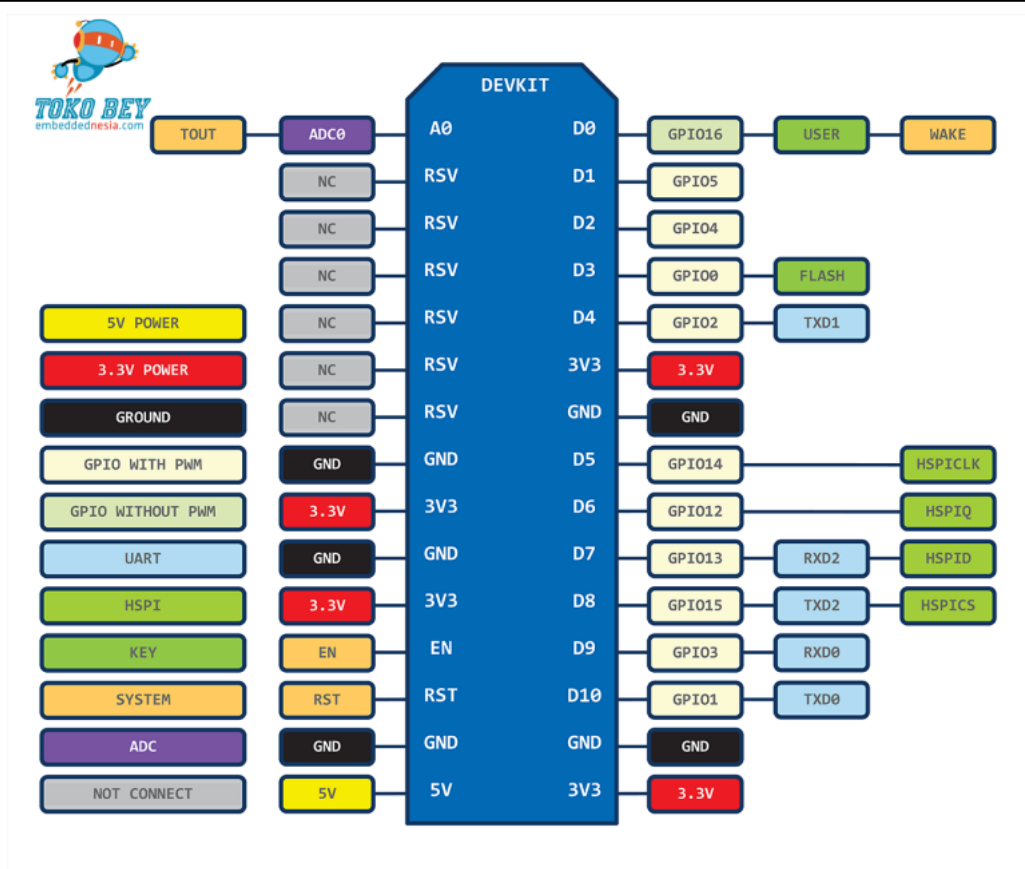 TOKO BEY
embeddednesia.com
DEVKIT
TOUT ADC0 A0 D0 GPIO16 USER WAKE
NC RSV D1 GPIO5
NC RSV D2 GPIO4
NC RSV D3 GPIO0 FLASH
5V POWER NC RSV D4 GPIO2 TXD1
3.3V POWER NC RSV 3V3 3.3V
GROUND NC RSV GND GND
GPIO WITH PWM GND GND D5 GPIO14 HSPICLK
GPIO WITHOUT PWM 3.3V 3V3 D6 GPIO12 HSPIQ
UART GND GND D7 GPIO13 RXD2 HSPID
HSPI 3.3V 3V3 D8 GPIO15 TXD2 HSPICS
KEY EN EN D9 GPIO3 RXD0
SYSTEM RST RST D10 GPIO1 TXD0
ADC GND GND GND GND
NOT CONNECT 5V 5V 3V3 3.3V